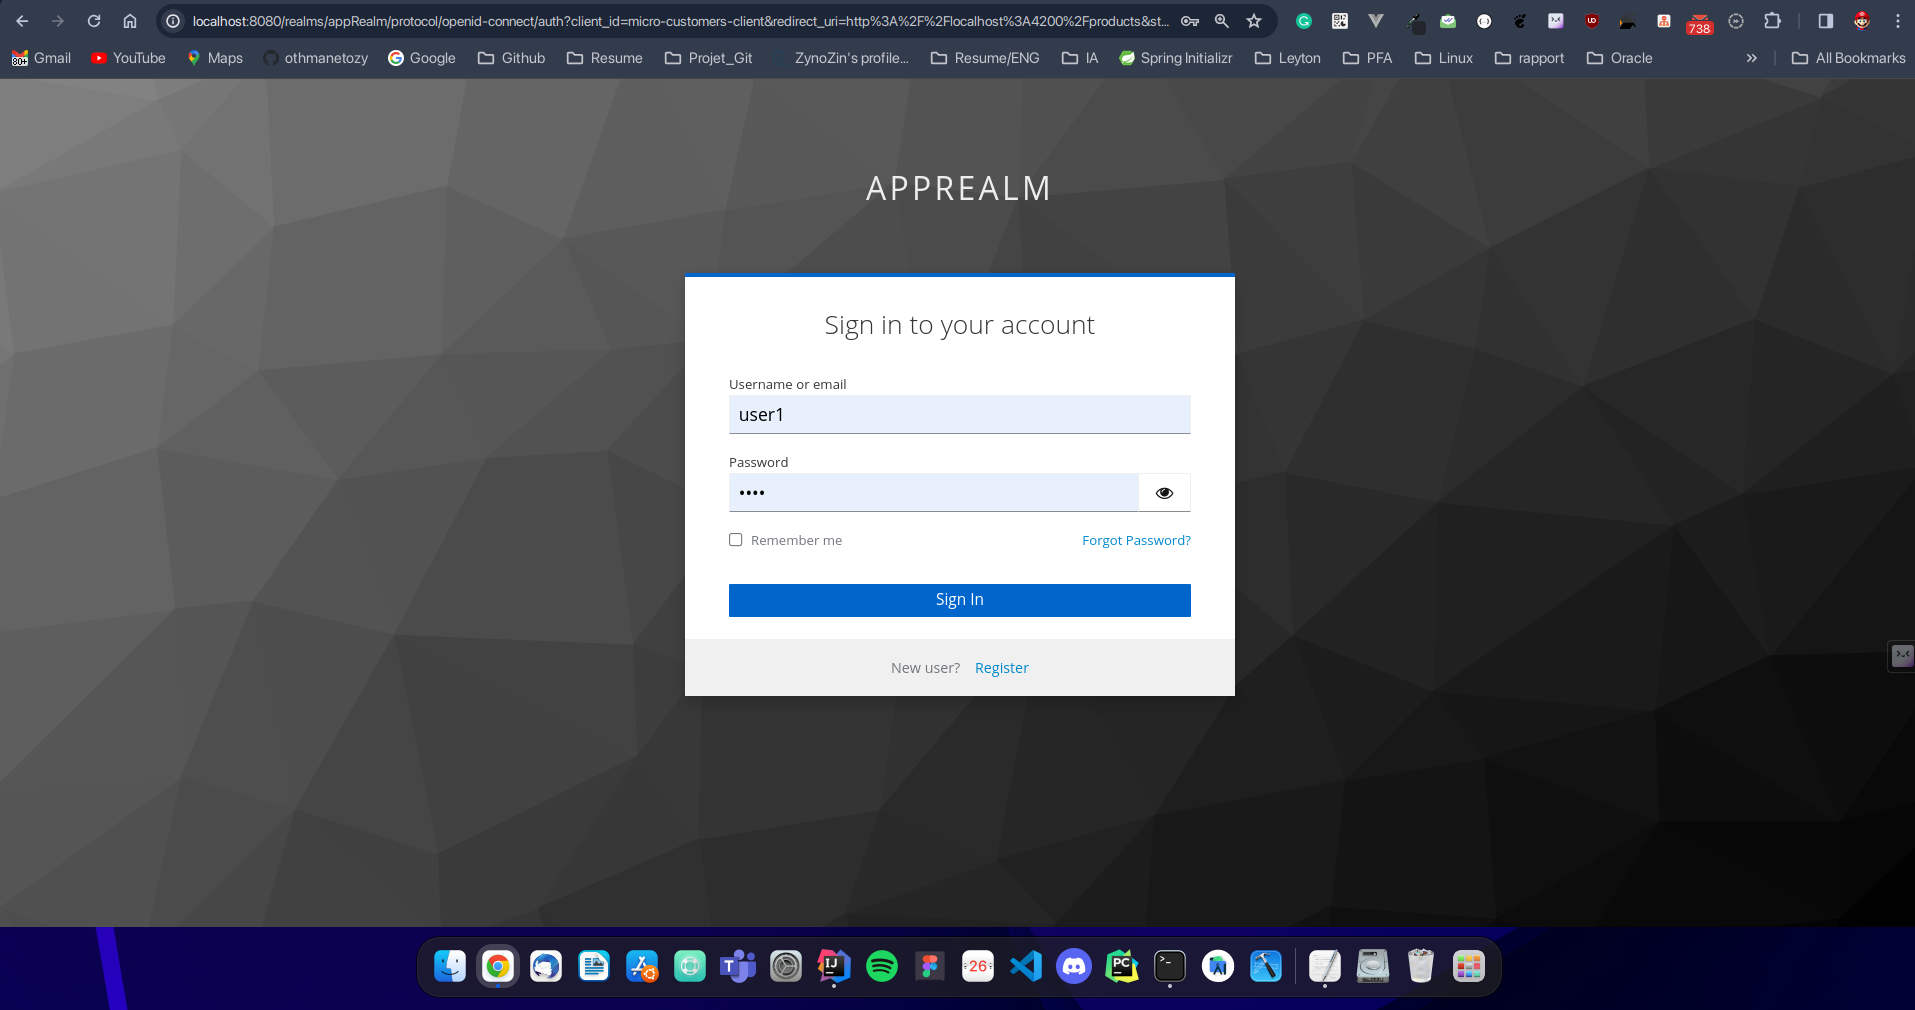 localhost:8080/realms/appRealm/protocol/openid-connect/auth?client_id=micro-customers-client&redirect_uri=http%3A%2F%2Flocalhost%3A4200%2Fproducts&st...
738
80+ Gmail YouTube Maps othmanetozy Google Github Resume Projet_Git ZynoZin's profile... Resume/ENG IA Spring Initializr Leyton PFA Linux rapport Oracle » All Bookmarks
APPREALM
Sign in to your account
Username or email
user1
Password
••••
Remember me Forgot Password?
Sign In
New user? Register
IJ 26 PC